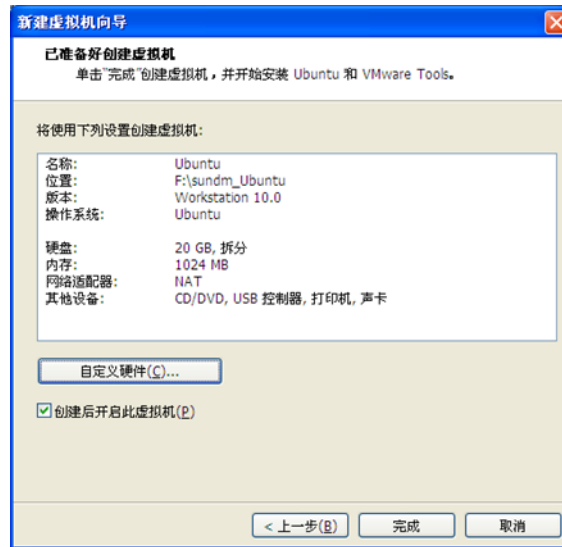 新建虚拟机向导
已准备好创建虚拟机
单击"完成"创建虚拟机，并开始安装 Ubuntu 和 VMware Tools。
将使用下列设置创建虚拟机:
名称: Ubuntu
位置: F:\sundm_Ubuntu
版本: Workstation 10.0
操作系统: Ubuntu
硬盘: 20 GB, 拆分
内存: 1024 MB
网络适配器: NAT
其他设备: CD/DVD, USB 控制器, 打印机, 声卡
自定义硬件(C)...
创建后开启此虚拟机(P)
< 上一步(B) 完成 取消